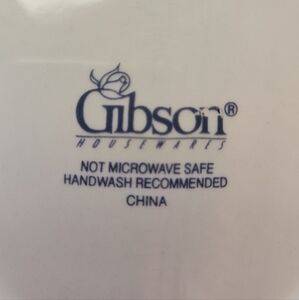 Gibson®
HOUSEWARES
NOT MICROWAVE SAFE
HANDWASH RECOMMENDED
CHINA